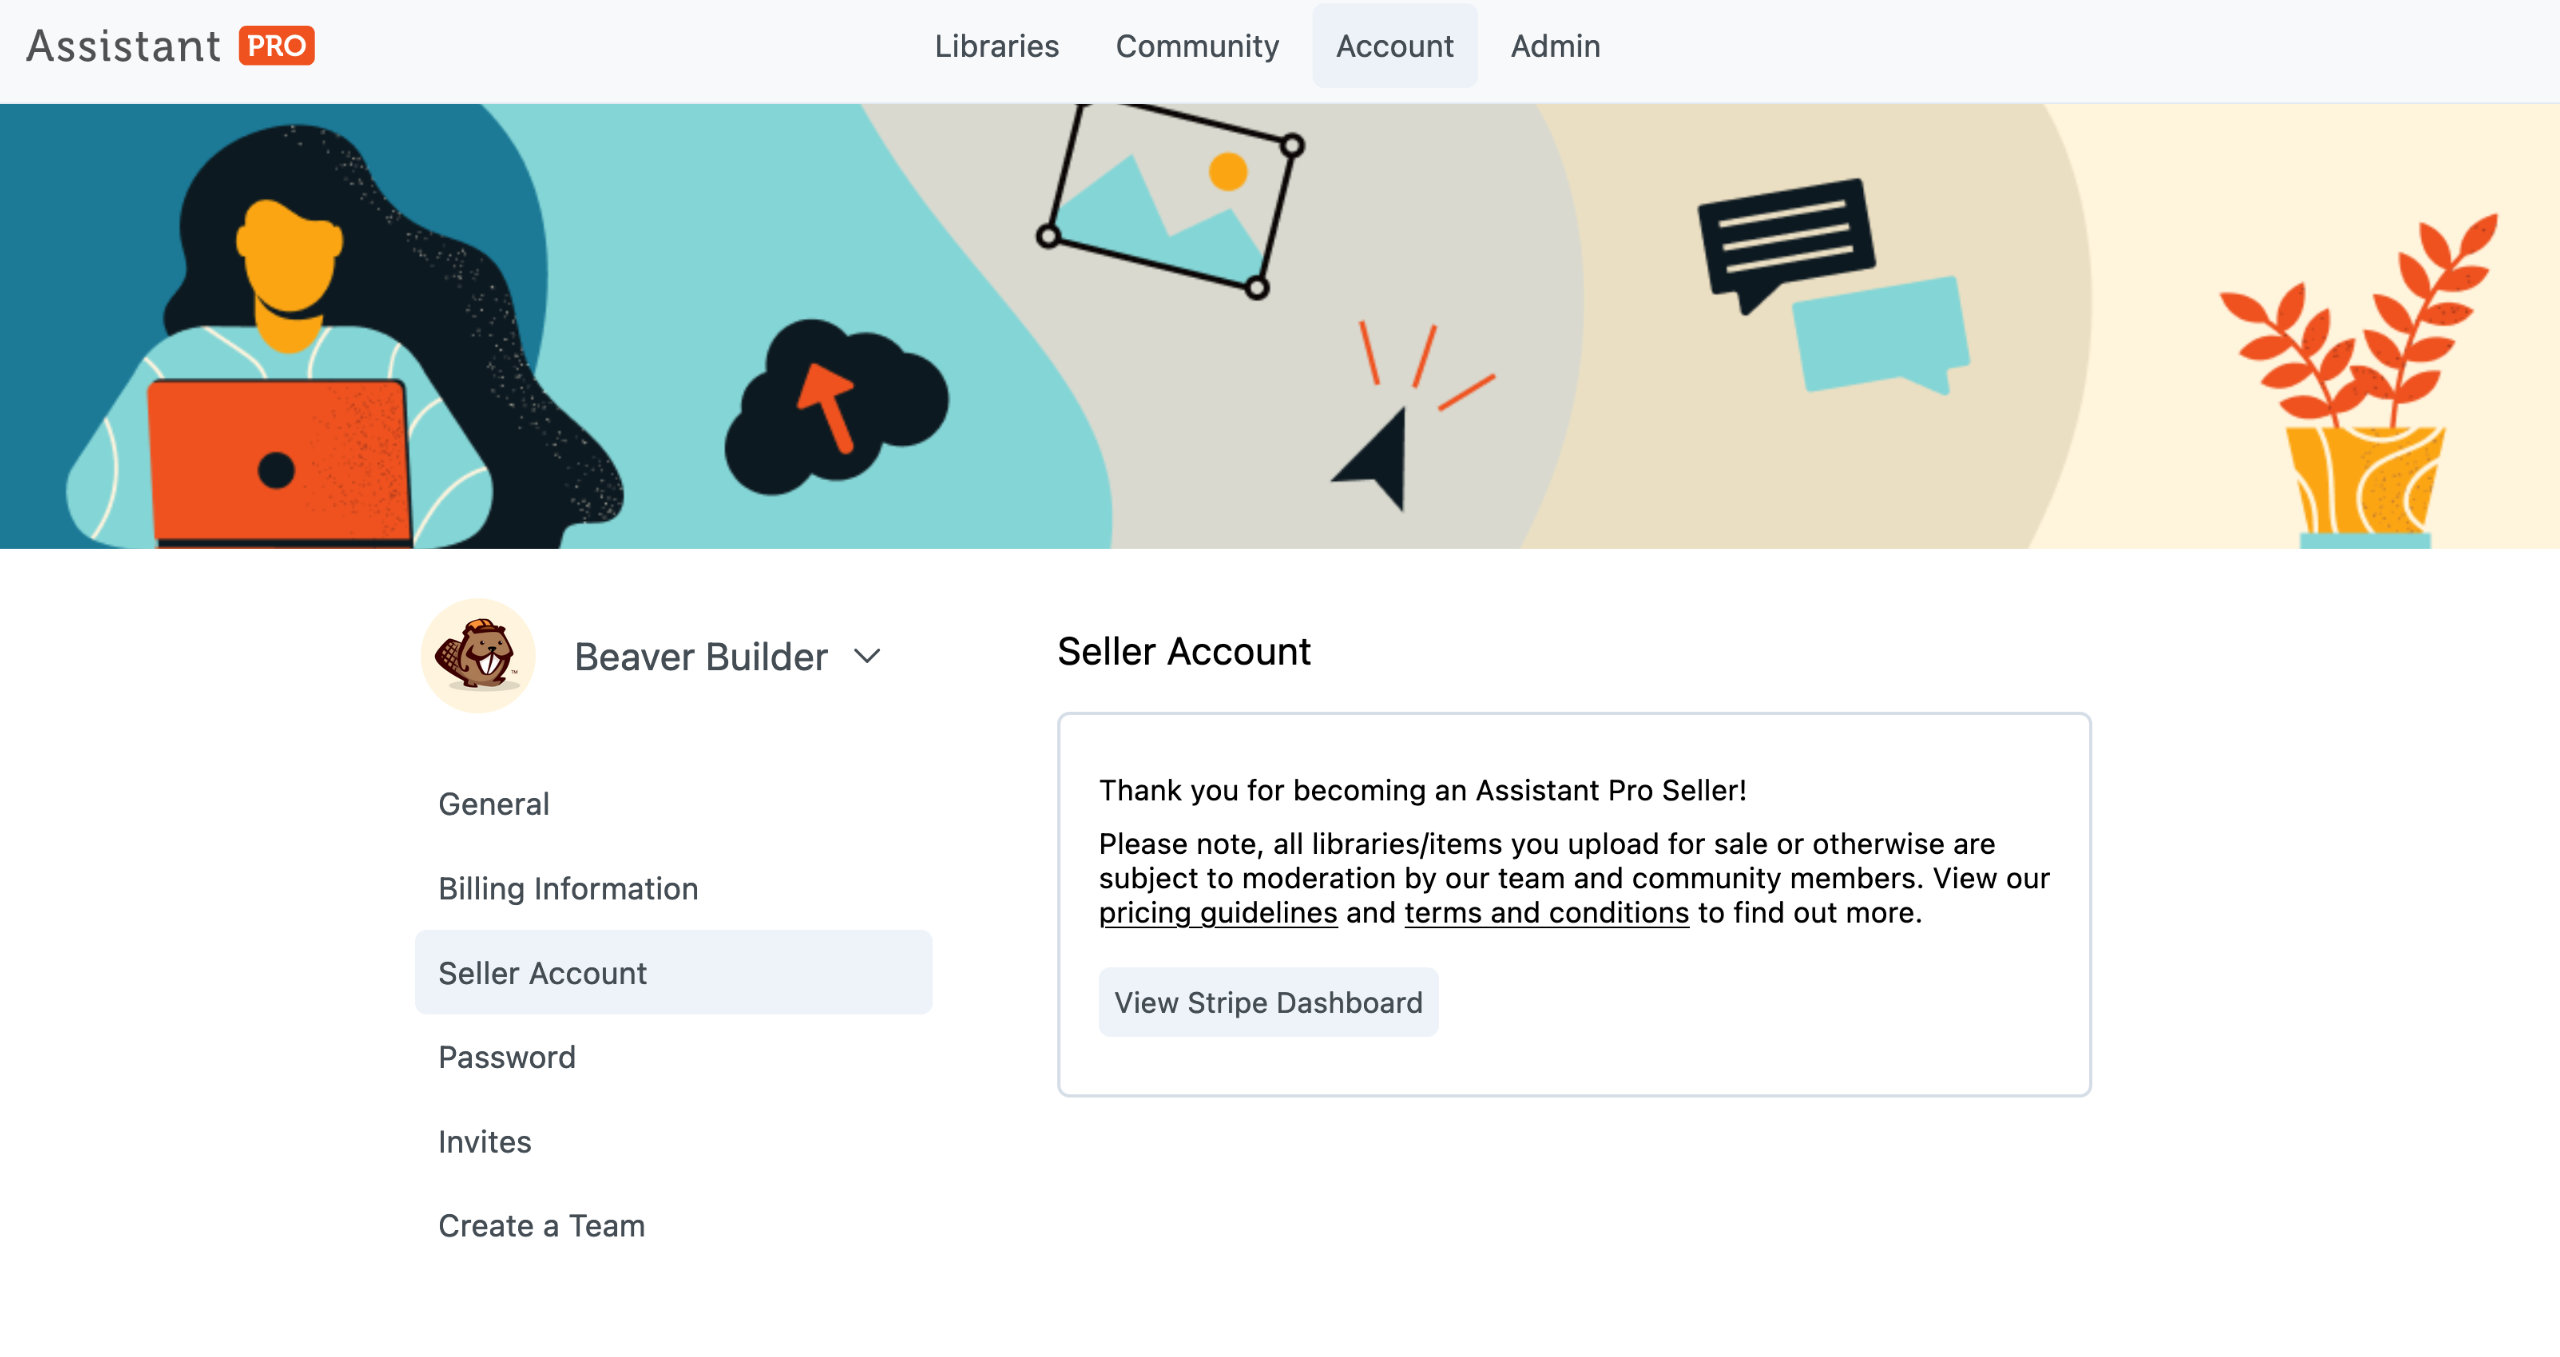 Assistant PRO
Libraries
Community
Account
Admin
Beaver Builder
General
Billing Information
Seller Account
Password
Invites
Create a Team
Seller Account
Thank you for becoming an Assistant Pro Seller!
Please note, all libraries/items you upload for sale or otherwise are
subject to moderation by our team and community members. View our
pricing guidelines and terms and conditions to find out more.
View Stripe Dashboard